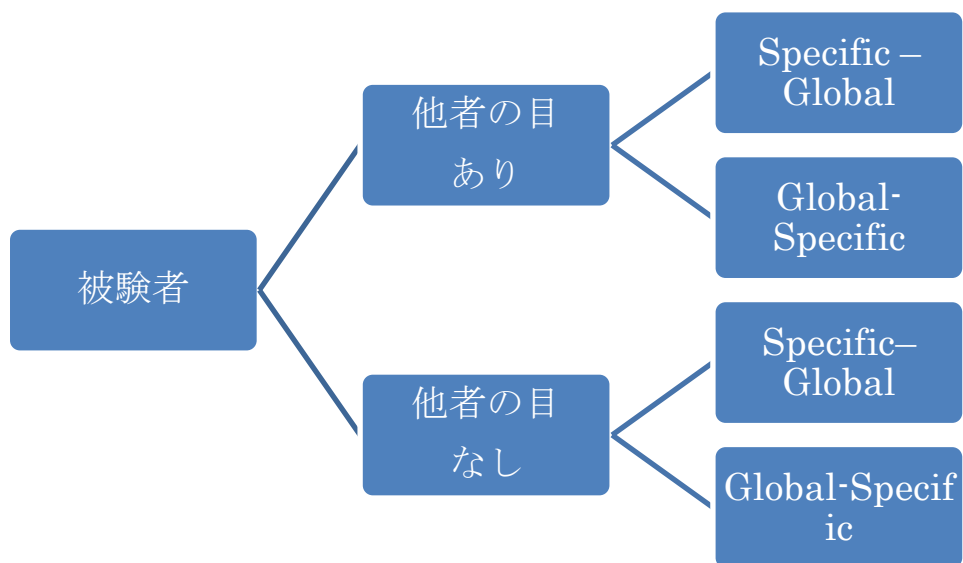 被験者
他者の目
あり
Specific –
Global
Global-
Specific
他者の目
なし
Specific–
Global
Global-Specif
ic